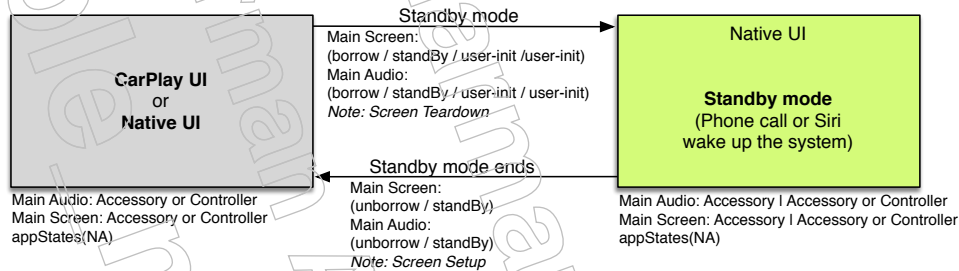 Standby mode
Main Screen:
(borrow / standBy / user-init /user-init)
Main Audio:
(borrow / standBy / user-init / user-init)
Note: Screen Teardown
CarPlay UI
or
Native UI
Native UI
Standby mode
(Phone call or Siri
wake up the system)
Standby mode ends
Main Screen:
(unborrow / standBy)
Main Audio:
(unborrow / standBy)
Note: Screen Setup
Main Audio: Accessory or Controller
Main Screen: Accessory or Controller
appStates(NA)
Main Audio: Accessory | Accessory or Controller
Main Screen: Accessory | Accessory or Controller
appStates(NA)